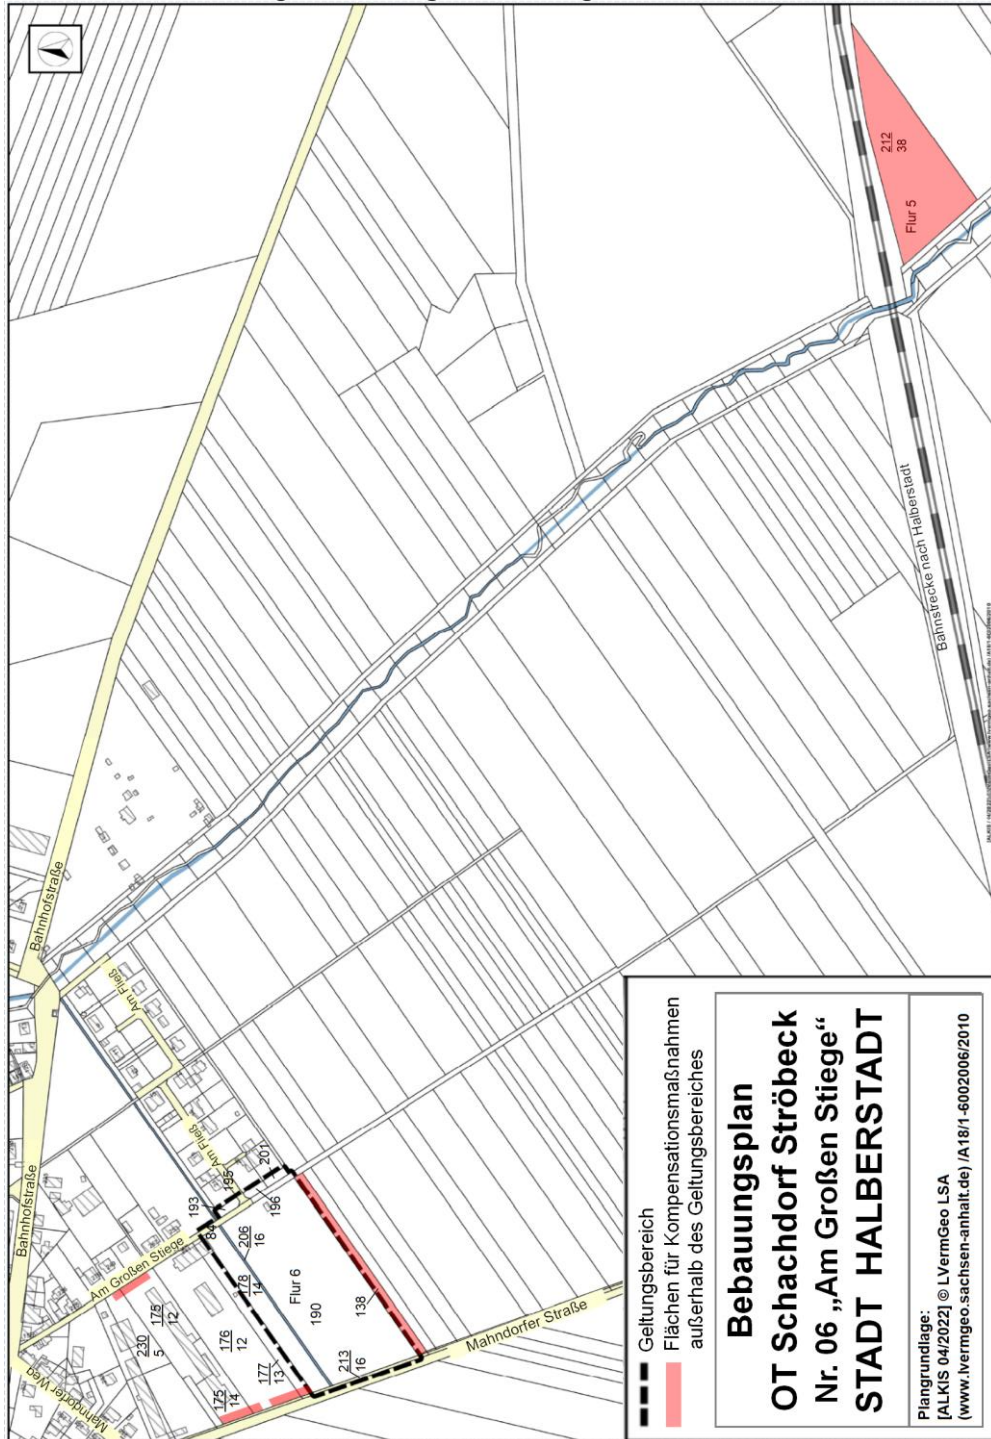 Bahnhofstraße
Bahnhofstraße
Mahndorfer Weg
Am Großen Stiege
Am Fließ
Am Fließ
Mahndorfer Straße
Bahnstrecke nach Halberstadt
230
5
176
12
176
12
175
14
177
13
178
14
206
16
213
16
84
193
195
196
201
190
138
Flur 6
212
38
Flur 5
Geltungsbereich
Flächen für Kompensationsmaßnahmen
außerhalb des Geltungsbereiches
Bebauungsplan
OT Schachdorf Ströbeck
Nr. 06 „Am Großen Stiege“
STADT HALBERSTADT
Plangrundlage:
[ALKIS 04/2022] © LVermGeo LSA
(www.lvermgeo.sachsen-anhalt.de) /A18/1-6002006/2010